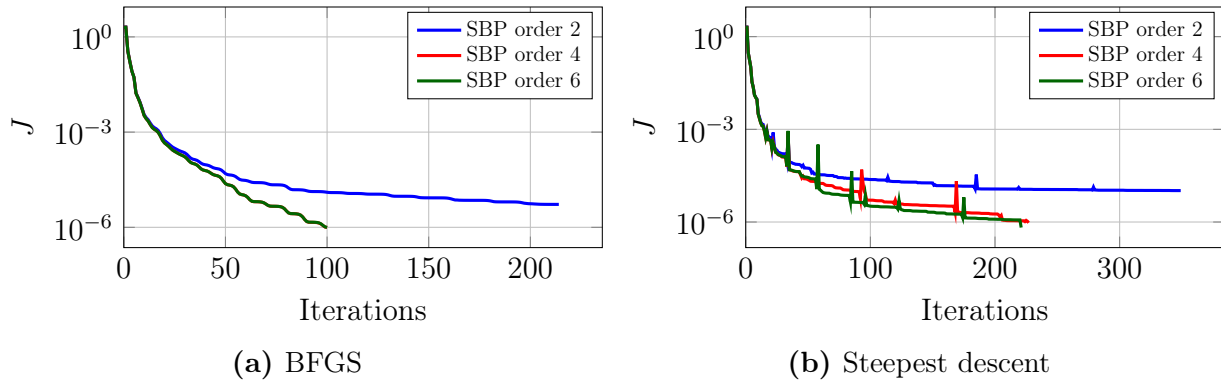 10^0
10^{-3}
10^{-6}
J
SBP order 2
SBP order 4
SBP order 6
0 50 100 150 200
Iterations
(a) BFGS
10^0
10^{-3}
10^{-6}
J
SBP order 2
SBP order 4
SBP order 6
0 100 200 300
Iterations
(b) Steepest descent